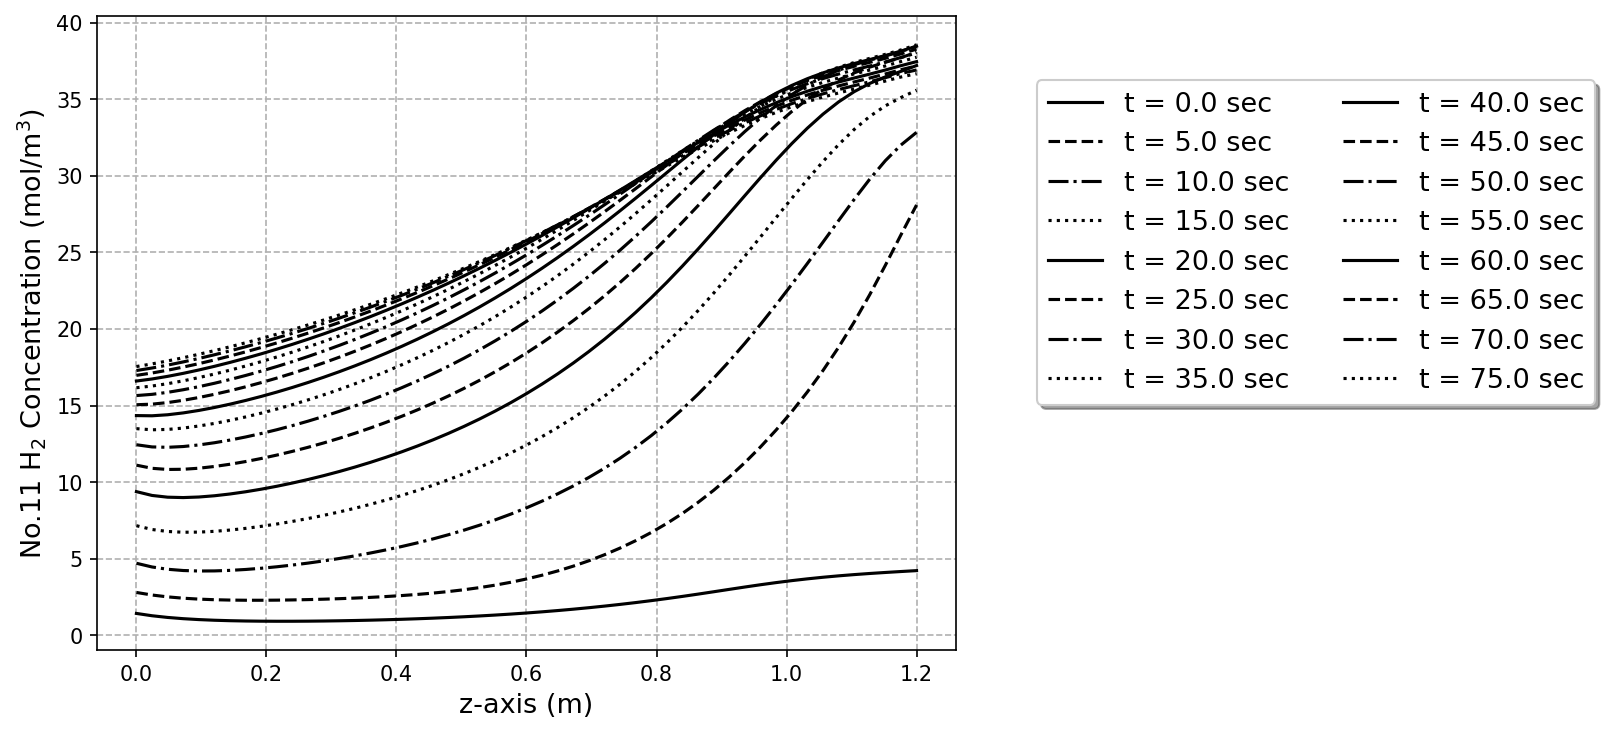 40
35
30
25
20
15
10
5
0
No.11 H₂ Concentration (mol/m³)
0.0 0.2 0.4 0.6 0.8 1.0 1.2
z-axis (m)
t = 0.0 sec
t = 5.0 sec
t = 10.0 sec
t = 15.0 sec
t = 20.0 sec
t = 25.0 sec
t = 30.0 sec
t = 35.0 sec
t = 40.0 sec
t = 45.0 sec
t = 50.0 sec
t = 55.0 sec
t = 60.0 sec
t = 65.0 sec
t = 70.0 sec
t = 75.0 sec